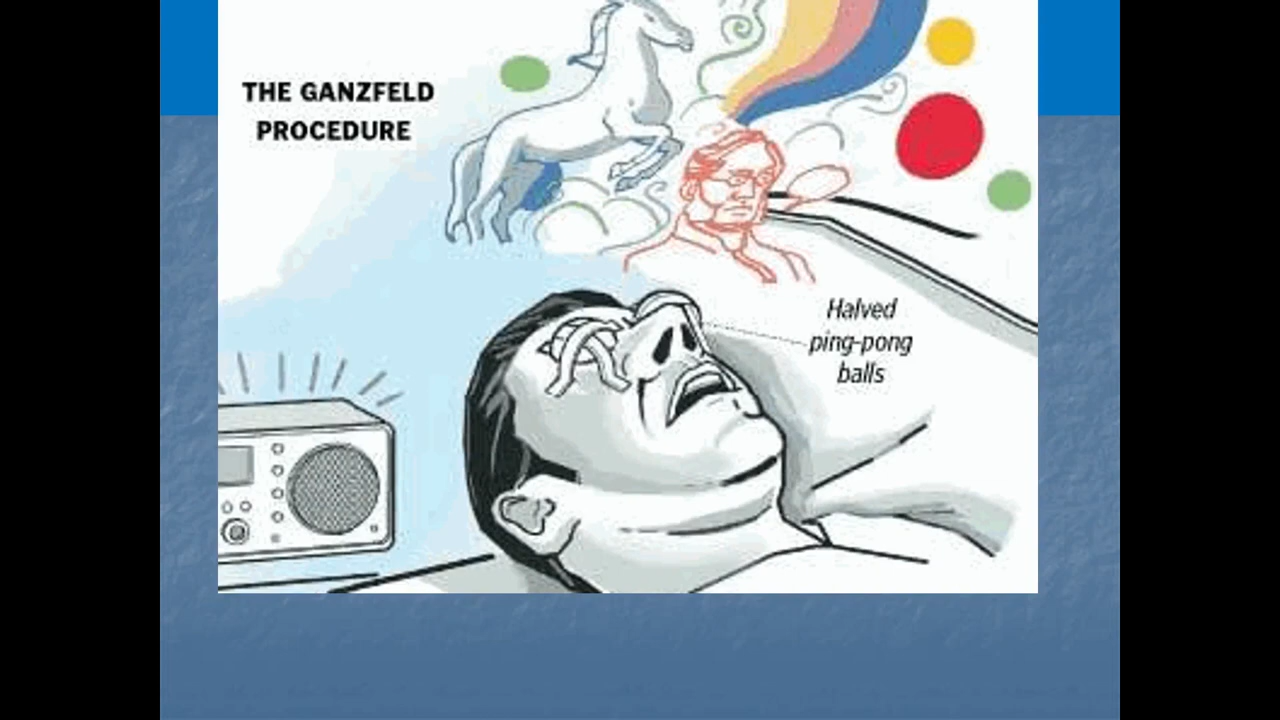 THE GANZFELD
PROCEDURE
Halved
ping-pong
balls